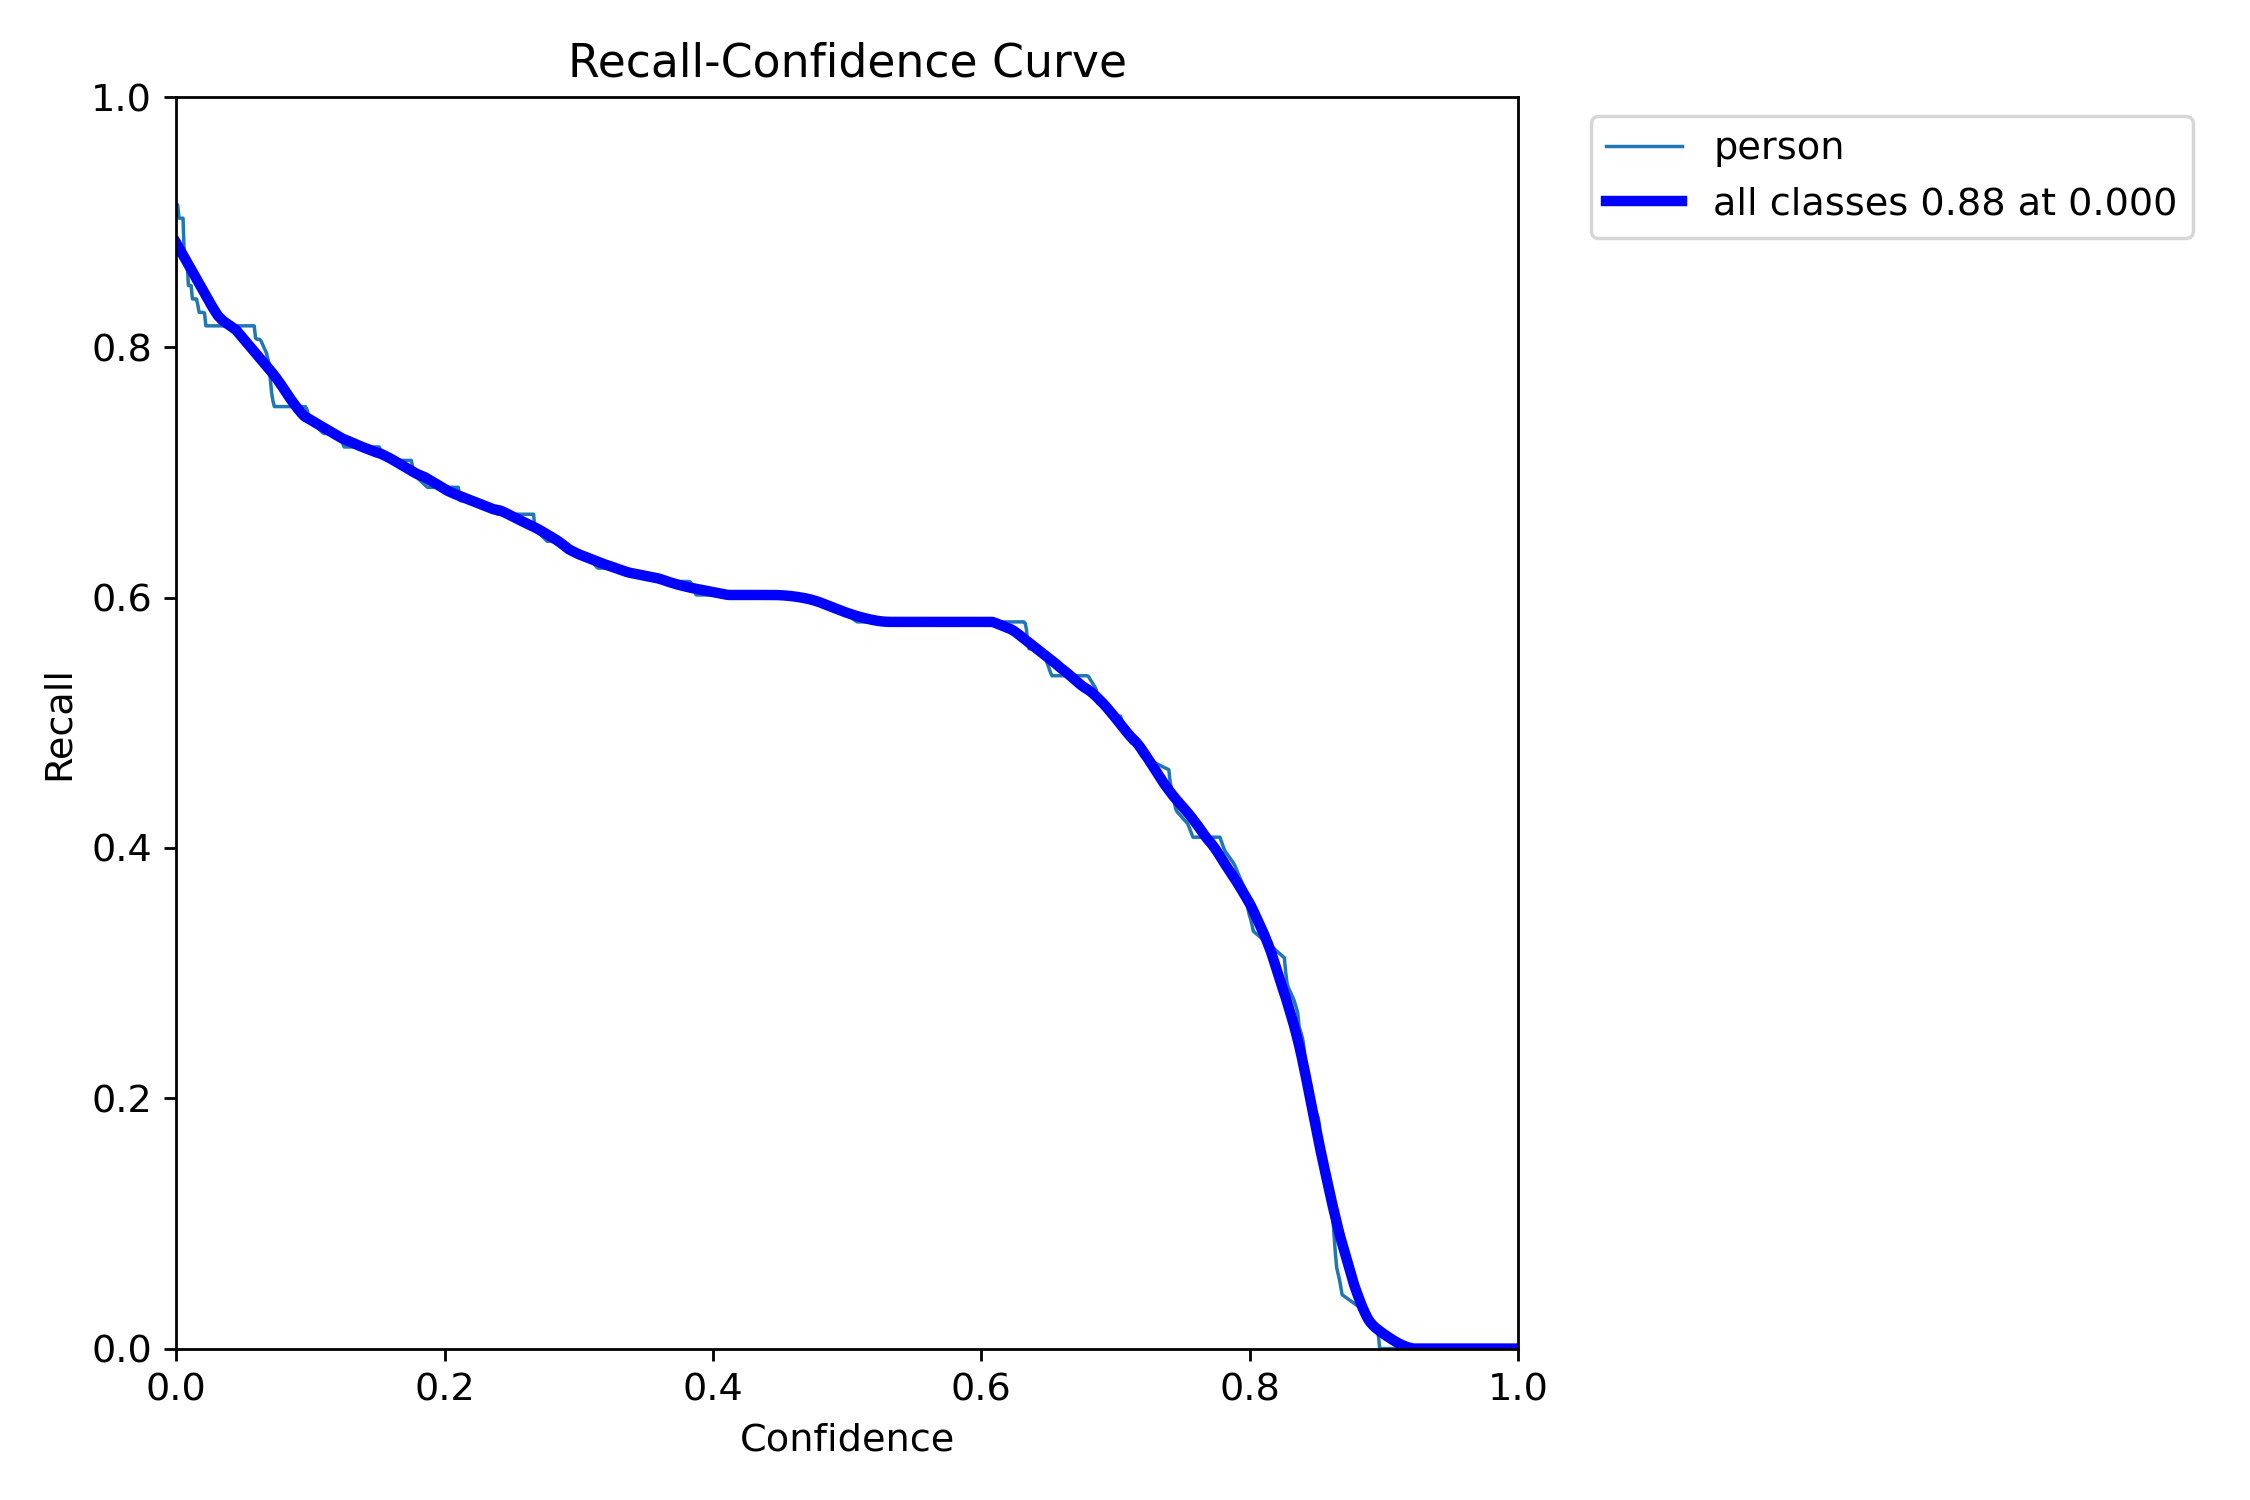 Recall-Confidence Curve
1.0
0.8
0.6
0.4
0.2
0.0
Recall
0.0 0.2 0.4 0.6 0.8 1.0
Confidence
person
all classes 0.88 at 0.000